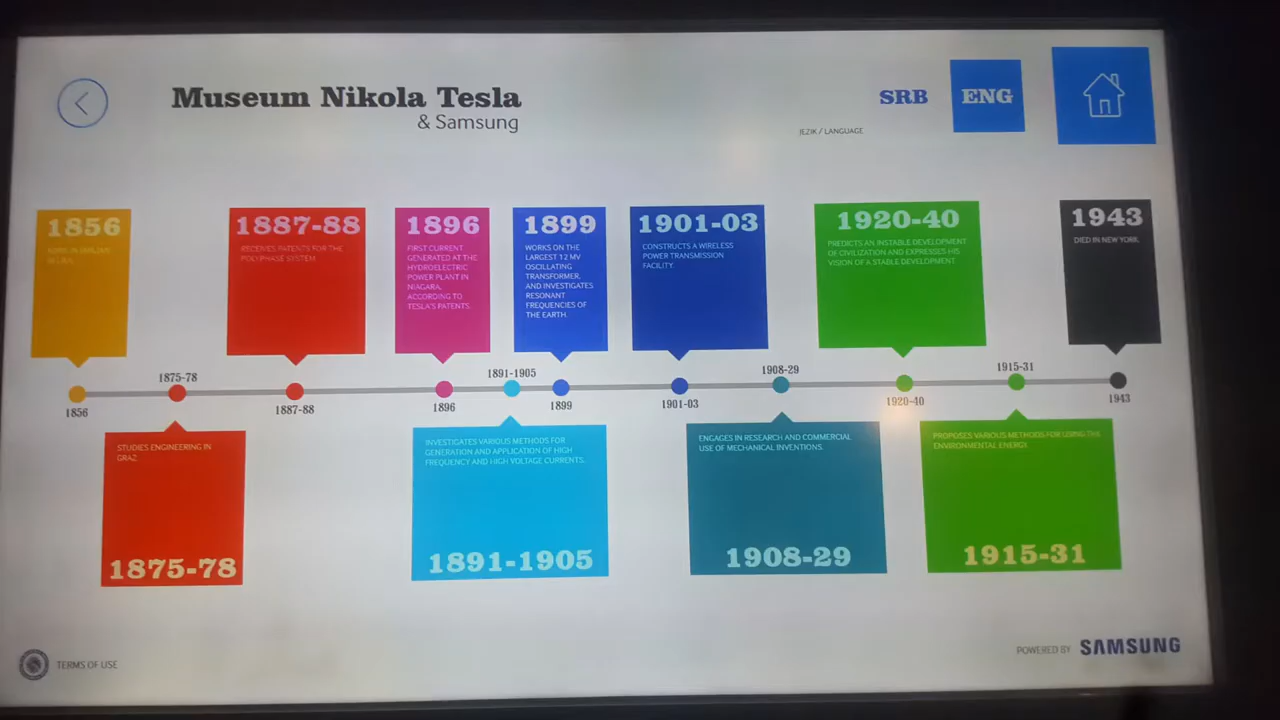 Museum Nikola Tesla
& Samsung
SRB
ENG
JEZIK / LANGUAGE
1856
BORN IN SMILJAN,
IN LIKA.
1887-88
RECEIVES PATENTS FOR THE
POLYPHASE SYSTEM
1896
FIRST CURRENT
GENERATED AT THE
HYDROELECTRIC
POWER PLANT IN
NIAGARA,
ACCORDING TO
TESLA'S PATENTS.
1899
WORKS ON THE
LARGEST 12 MV
OSCILLATING
TRANSFORMER,
AND INVESTIGATES
RESONANT
FREQUENCIES OF
THE EARTH.
1901-03
CONSTRUCTS A WIRELESS
POWER TRANSMISSION
FACILITY.
1920-40
PREDICTS AN INSTABLE DEVELOPMENT
OF CIVILIZATION AND EXPRESSES HIS
VISION OF A STABLE DEVELOPMENT.
1943
DIED IN NEW YORK.
1856
1875-78
1887-88
1896
1891-1905
1899
1901-03
1908-29
1920-40
1915-31
1943
STUDIES ENGINEERING IN
GRAZ.
1875-78
INVESTIGATES VARIOUS METHODS FOR
GENERATION AND APPLICATION OF HIGH
FREQUENCY AND HIGH VOLTAGE CURRENTS.
1891-1905
ENGAGES IN RESEARCH AND COMMERCIAL
USE OF MECHANICAL INVENTIONS.
1908-29
PROPOSES VARIOUS METHODS FOR USING THE
ENVIRONMENTAL ENERGY.
1915-31
TERMS OF USE
POWERED BY SAMSUNG